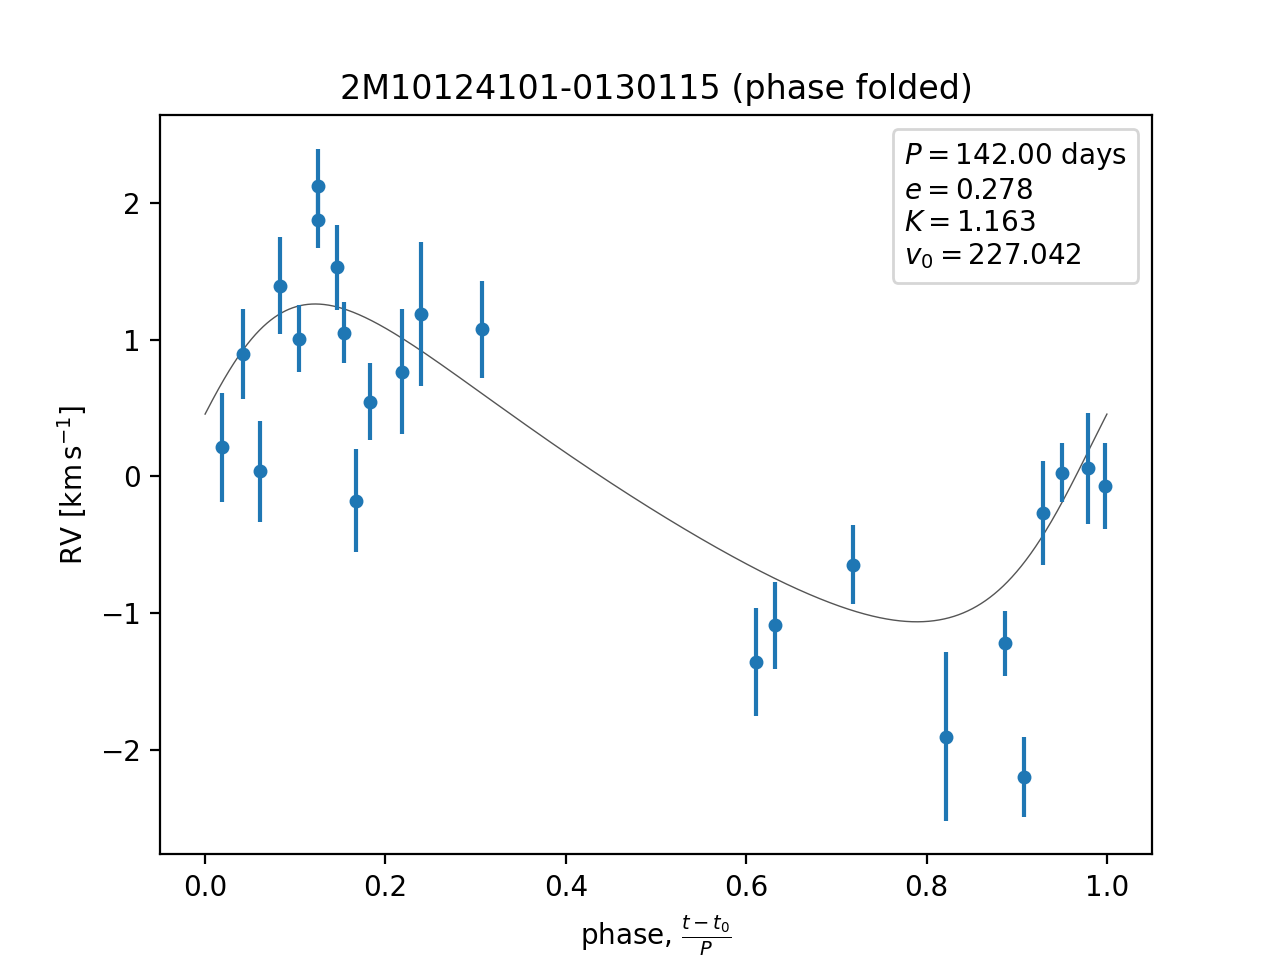 2M10124101-0130115 (phase folded)
P = 142.00 days
e = 0.278
K = 1.163
v₀ = 227.042
RV [km s⁻¹]
2
1
0
−1
−2
0.0 0.2 0.4 0.6 0.8 1.0
phase, (t − t₀)/P